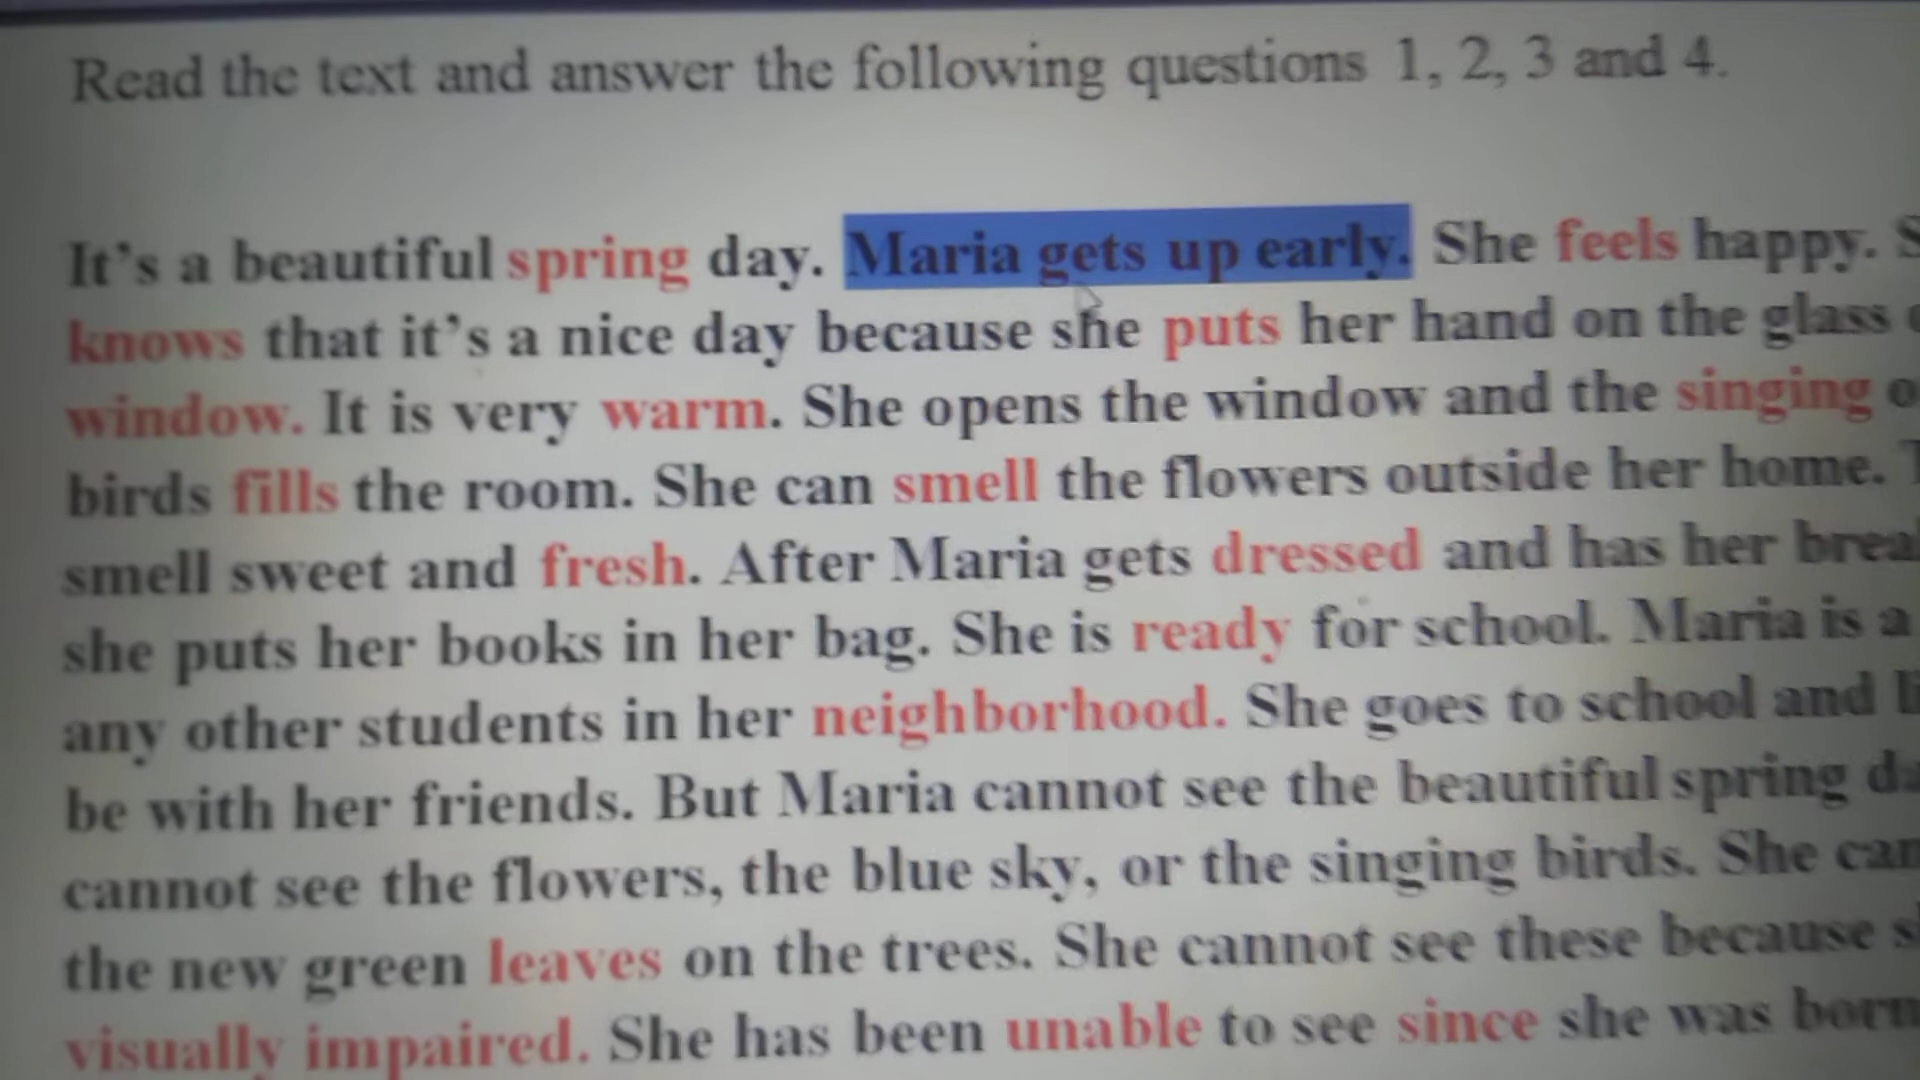 Read the text and answer the following questions 1, 2, 3 and 4.
It's a beautiful spring day. Maria gets up early. She feels happy.
knows that it's a nice day because she puts her hand on the glass
window. It is very warm. She opens the window and the singing
birds fills the room. She can smell the flowers outside her home.
smell sweet and fresh. After Maria gets dressed and has her
she puts her books in her bag. She is ready for school. Maria is a
any other students in her neighborhood. She goes to school and
be with her friends. But Maria cannot see the beautiful spring
cannot see the flowers, the blue sky, or the singing birds. She
the new green leaves on the trees. She cannot see these because
visually impaired. She has been unable to see since she was born